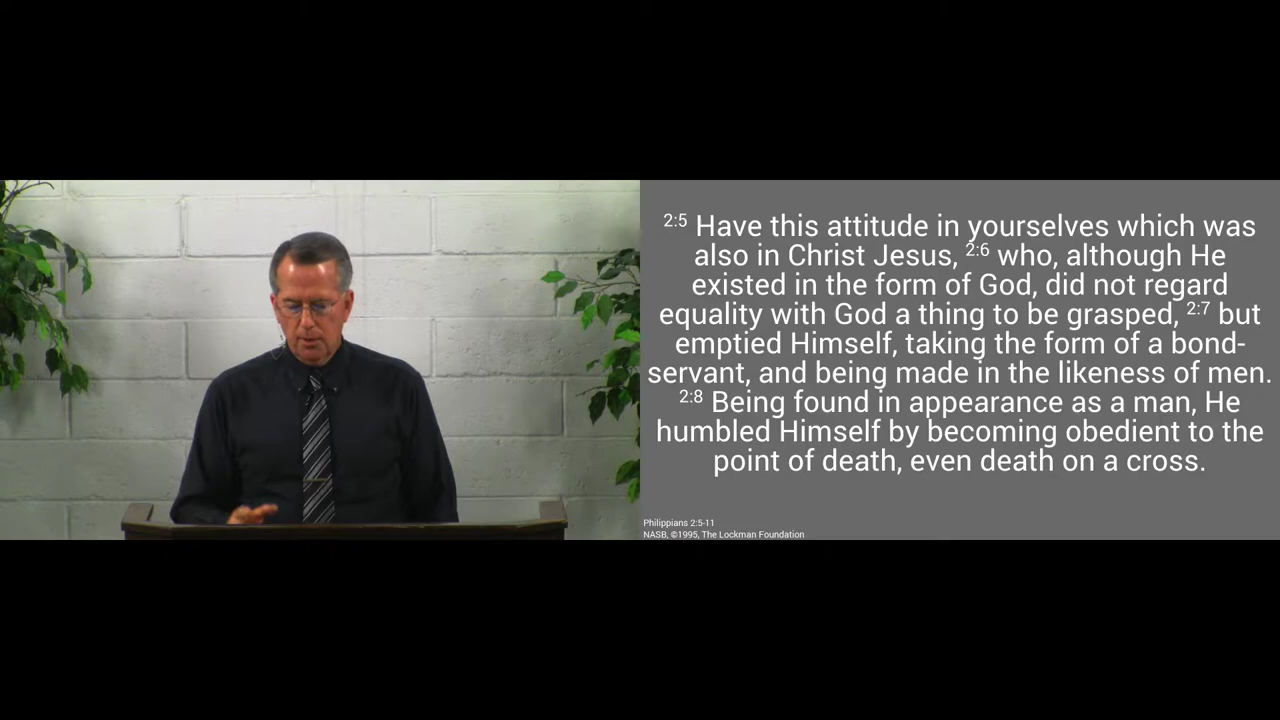 2:5 Have this attitude in yourselves which was
also in Christ Jesus, 2:6 who, although He
existed in the form of God, did not regard
equality with God a thing to be grasped, 2:7 but
emptied Himself, taking the form of a bond-
servant, and being made in the likeness of men.
2:8 Being found in appearance as a man, He
humbled Himself by becoming obedient to the
point of death, even death on a cross.
Philippians 2:5-11
NASB, ©1995, The Lockman Foundation